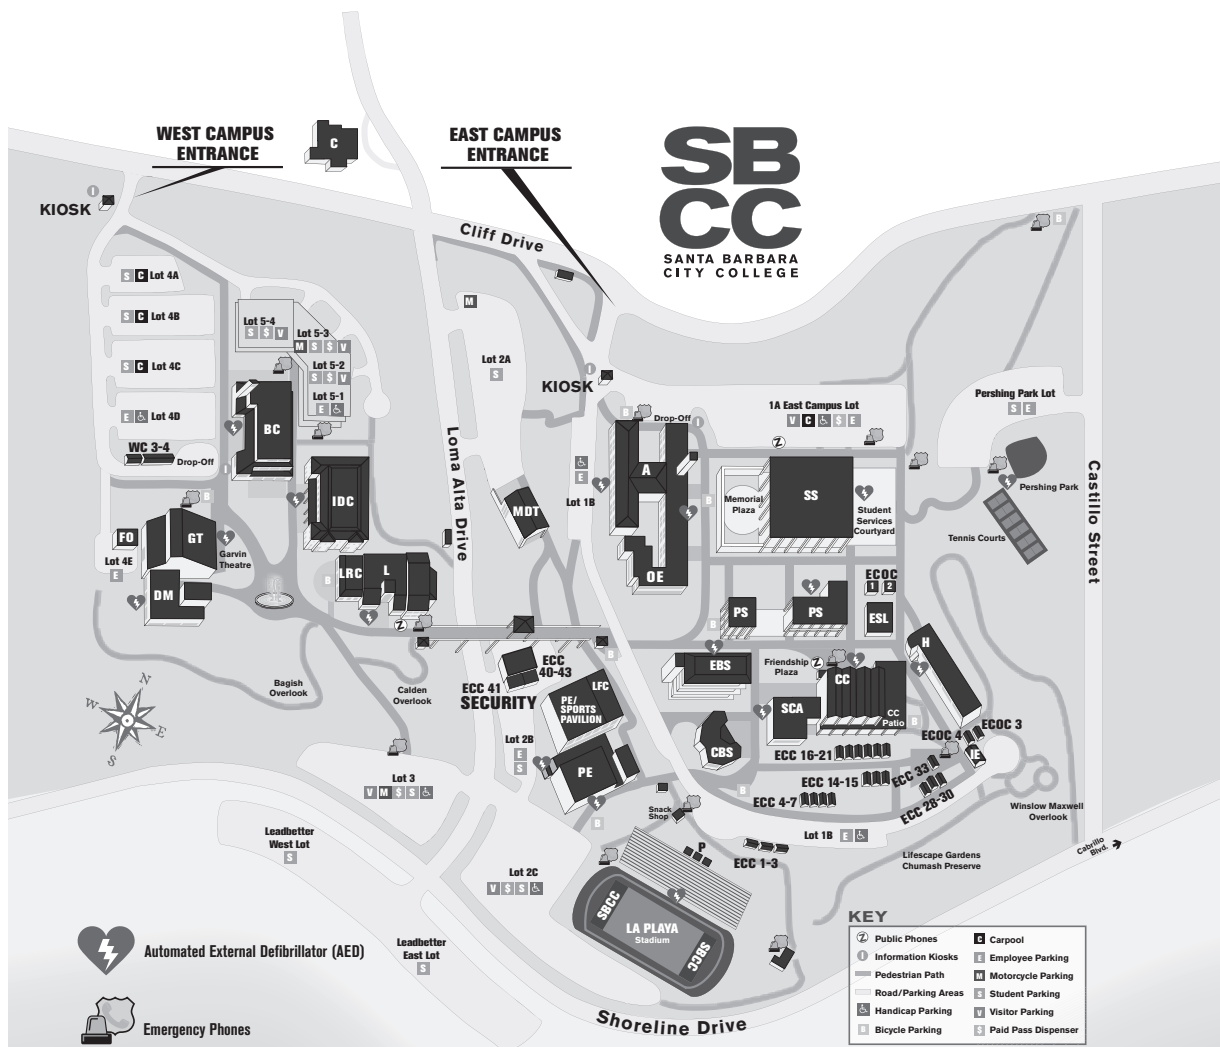 WEST CAMPUS
ENTRANCE
C
EAST CAMPUS
ENTRANCE
SB
CC
SANTA BARBARA
CITY COLLEGE
I
KIOSK
B
Cliff Drive
S C Lot 4A
S C Lot 4B
S C Lot 4C
E Lot 4D
Lot 5-4
S $ V
Lot 5-3
M S $ V
Lot 5-2
S $ V
Lot 5-1
E
M
Lot 2A
S
I
KIOSK
B
Drop-Off
I
1A East Campus Lot
V C $ E
Pershing Park Lot
S E
WC 3-4
Drop-Off
I
BC
B
IDC
Loma Alta Drive
MDT
E
Lot 1B
A
B
OE
Memorial
Plaza
SS
Student
Services
Courtyard
Pershing Park
Tennis Courts
Castillo Street
FO
GT
Garvin
Theatre
Lot 4E
E
DM
LRC
L
B
PS
PS
ECOC
1 2
ESL
H
B
B
ECC
40-43
ECC 41
SECURITY
LFC
PE/
SPORTS
PAVILION
EBS
Friendship
Plaza
CC
SCA
CC
Patio
B
ECOC 3
ECOC 4
IE
N
W
E
S
Bagish
Overlook
Calden
Overlook
Lot 2B
E
S
PE
B
CBS
B
ECC 16-21
ECC 14-15
ECC 33
ECC 4-7
ECC 28-30
Winslow Maxwell
Overlook
Lot 3
V M $ S
Snack
Shop
Lot 1B E
Leadbetter
West Lot
S
P
ECC 1-3
Lifescape Gardens
Chumash Preserve
Cabrillo
Blvd.
Lot 2C
V $ S
SBCC
LA PLAYA
Stadium
SBCC
Leadbetter
East Lot
S
Shoreline Drive
Automated External Defibrillator (AED)
Emergency Phones
KEY
Public Phones
I Information Kiosks
Pedestrian Path
Road/Parking Areas
Handicap Parking
B Bicycle Parking
C Carpool
E Employee Parking
M Motorcycle Parking
S Student Parking
V Visitor Parking
$ Paid Pass Dispenser